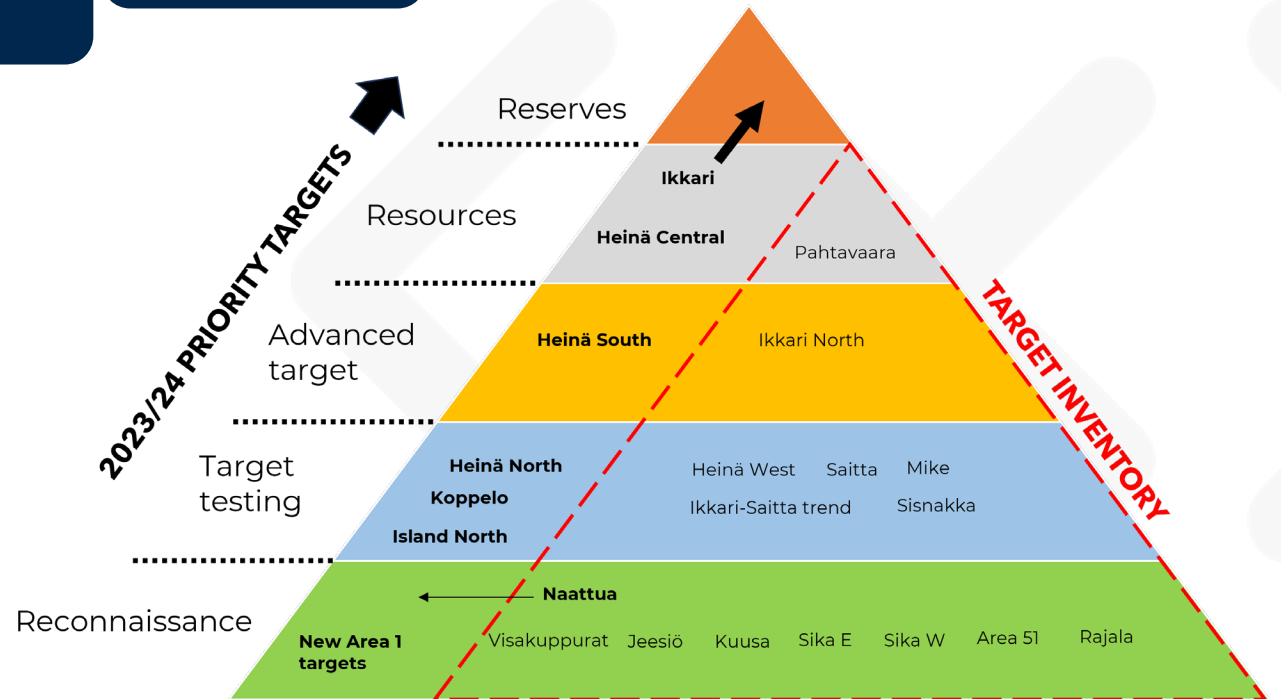 2023/24 PRIORITY TARGETS
Reserves
Resources
Ikkari
Heinä Central
Pahtavaara
TARGET INVENTORY
Advanced
target
Heinä South
Ikkari North
Target
testing
Heinä North
Koppelo
Island North
Heinä West
Saitta
Mike
Ikkari-Saitta trend
Sisnakka
Reconnaissance
Naattua
New Area 1
targets
Visakuppurat
Jeesiö
Kuusa
Sika E
Sika W
Area 51
Rajala